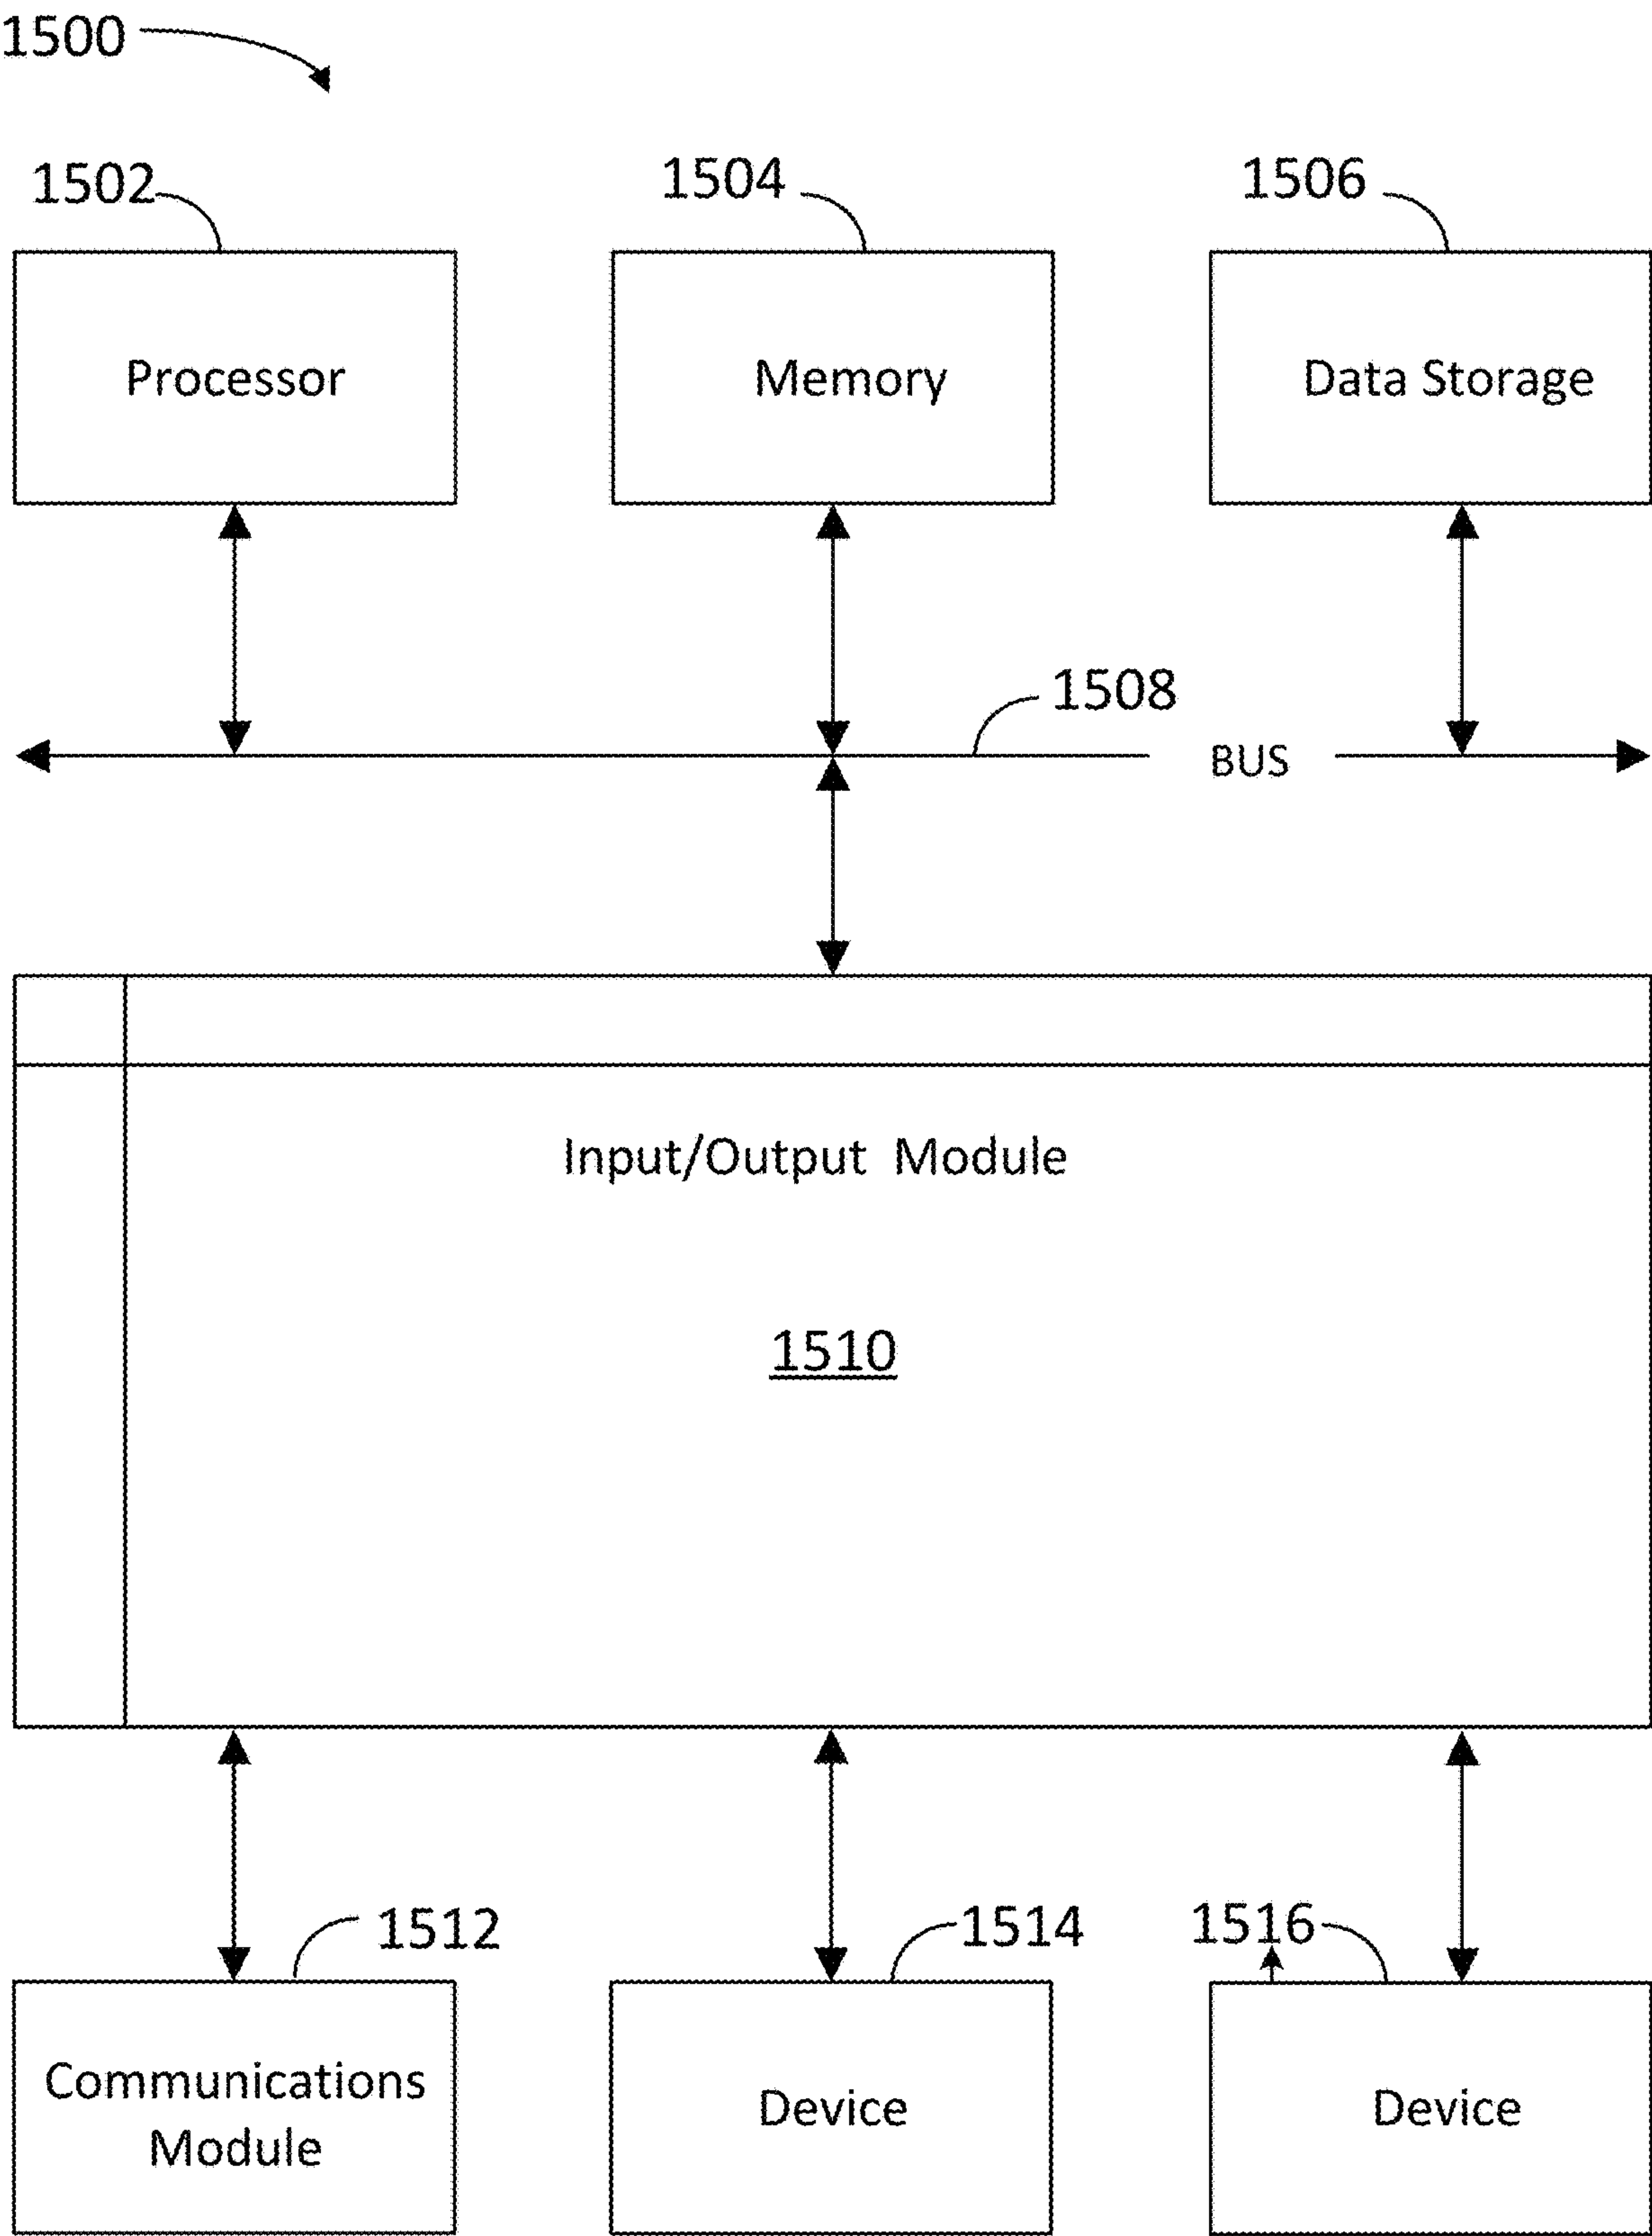 1500
1502
1504
1506
Processor
Memory
Data Storage
1508
BUS
Input/Output Module
1510
1512
1514
1516
Communications
Module
Device
Device